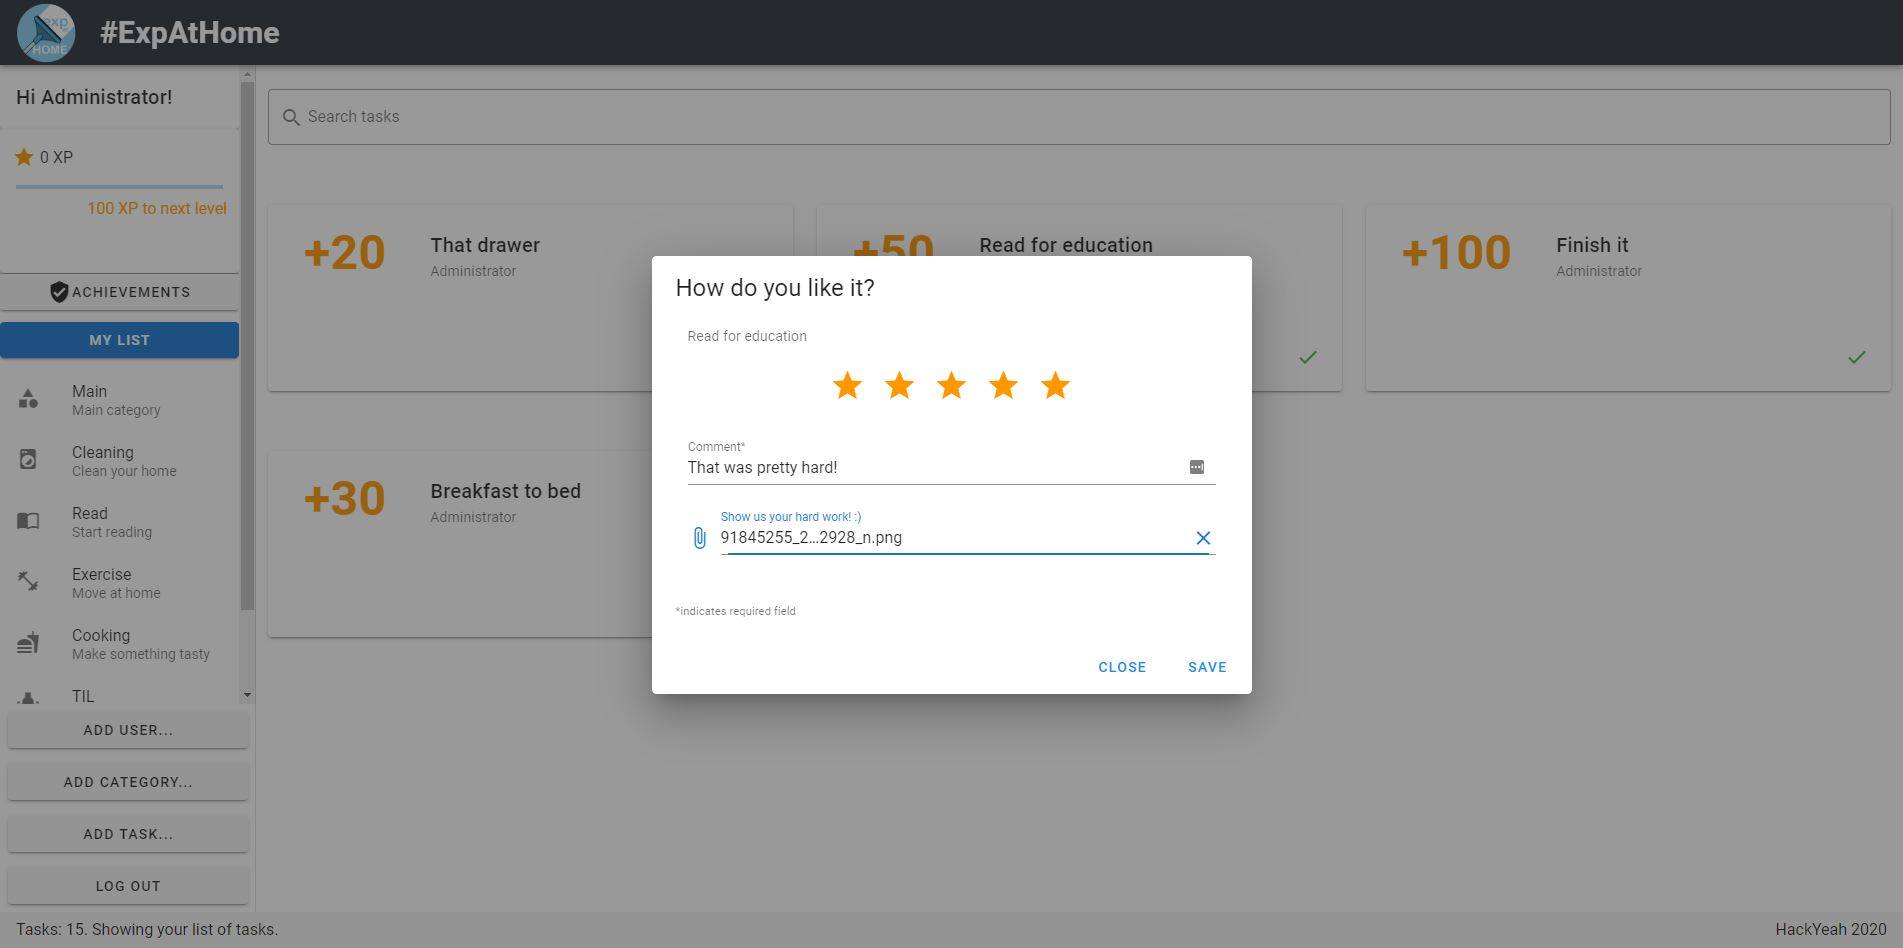 exp
HOME
#ExpAtHome
Hi Administrator!
0 XP
100 XP to next level
ACHIEVEMENTS
MY LIST
Main
Main category
Cleaning
Clean your home
Read
Start reading
Exercise
Move at home
Cooking
Make something tasty
TIL
ADD USER...
ADD CATEGORY...
ADD TASK...
LOG OUT
Search tasks
+20
That drawer
Administrator
+50
Read for education
+100
Finish it
Administrator
+30
Breakfast to bed
Administrator
How do you like it?
Read for education
Comment*
That was pretty hard!
Show us your hard work! :)
91845255_2...2928_n.png
*indicates required field
CLOSE
SAVE
Tasks: 15. Showing your list of tasks.
HackYeah 2020